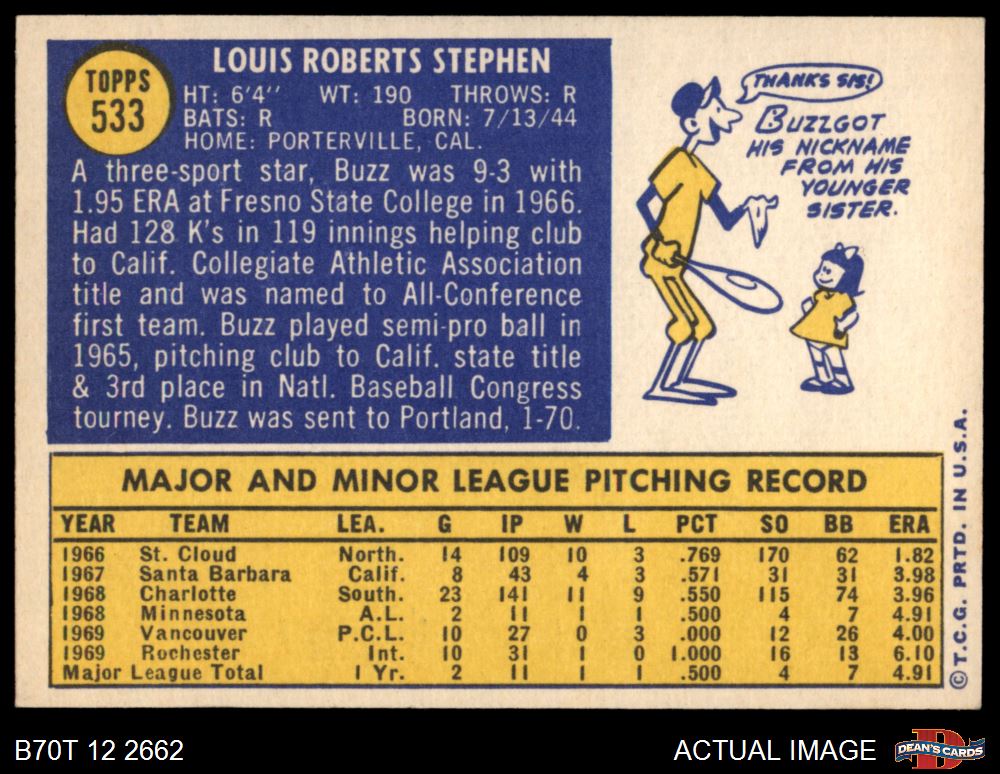 TOPPS
533
LOUIS ROBERTS STEPHEN
HT: 6'4" WT: 190 THROWS: R
BATS: R BORN: 7/13/44
HOME: PORTERVILLE, CAL.
A three-sport star, Buzz was 9-3 with
1.95 ERA at Fresno State College in 1966.
Had 128 K's in 119 innings helping club
to Calif. Collegiate Athletic Association
title and was named to All-Conference
first team. Buzz played semi-pro ball in
1965, pitching club to Calif. state title
& 3rd place in Natl. Baseball Congress
tourney. Buzz was sent to Portland, 1-70.
THANKS SIS!
BUZZ GOT
HIS NICKNAME
FROM HIS
YOUNGER
SISTER.
MAJOR AND MINOR LEAGUE PITCHING RECORD
YEAR TEAM LEA. G IP W L PCT SO BB ERA
1966 St. Cloud North. 14 109 10 3 .769 170 62 1.82
1967 Santa Barbara Calif. 8 43 4 3 .571 31 31 3.98
1968 Charlotte South. 23 141 11 9 .550 115 74 3.96
1968 Minnesota A.L. 2 11 1 1 .500 4 7 4.91
1969 Vancouver P.C.L. 10 27 0 3 .000 12 26 4.00
1969 Rochester Int. 10 31 1 0 1.000 16 13 6.10
Major League Total 1 Yr. 2 11 1 1 .500 4 7 4.91
© T.C.G. PRTD. IN U.S.A.
B70T 12 2662
ACTUAL IMAGE
DEAN'S CARDS